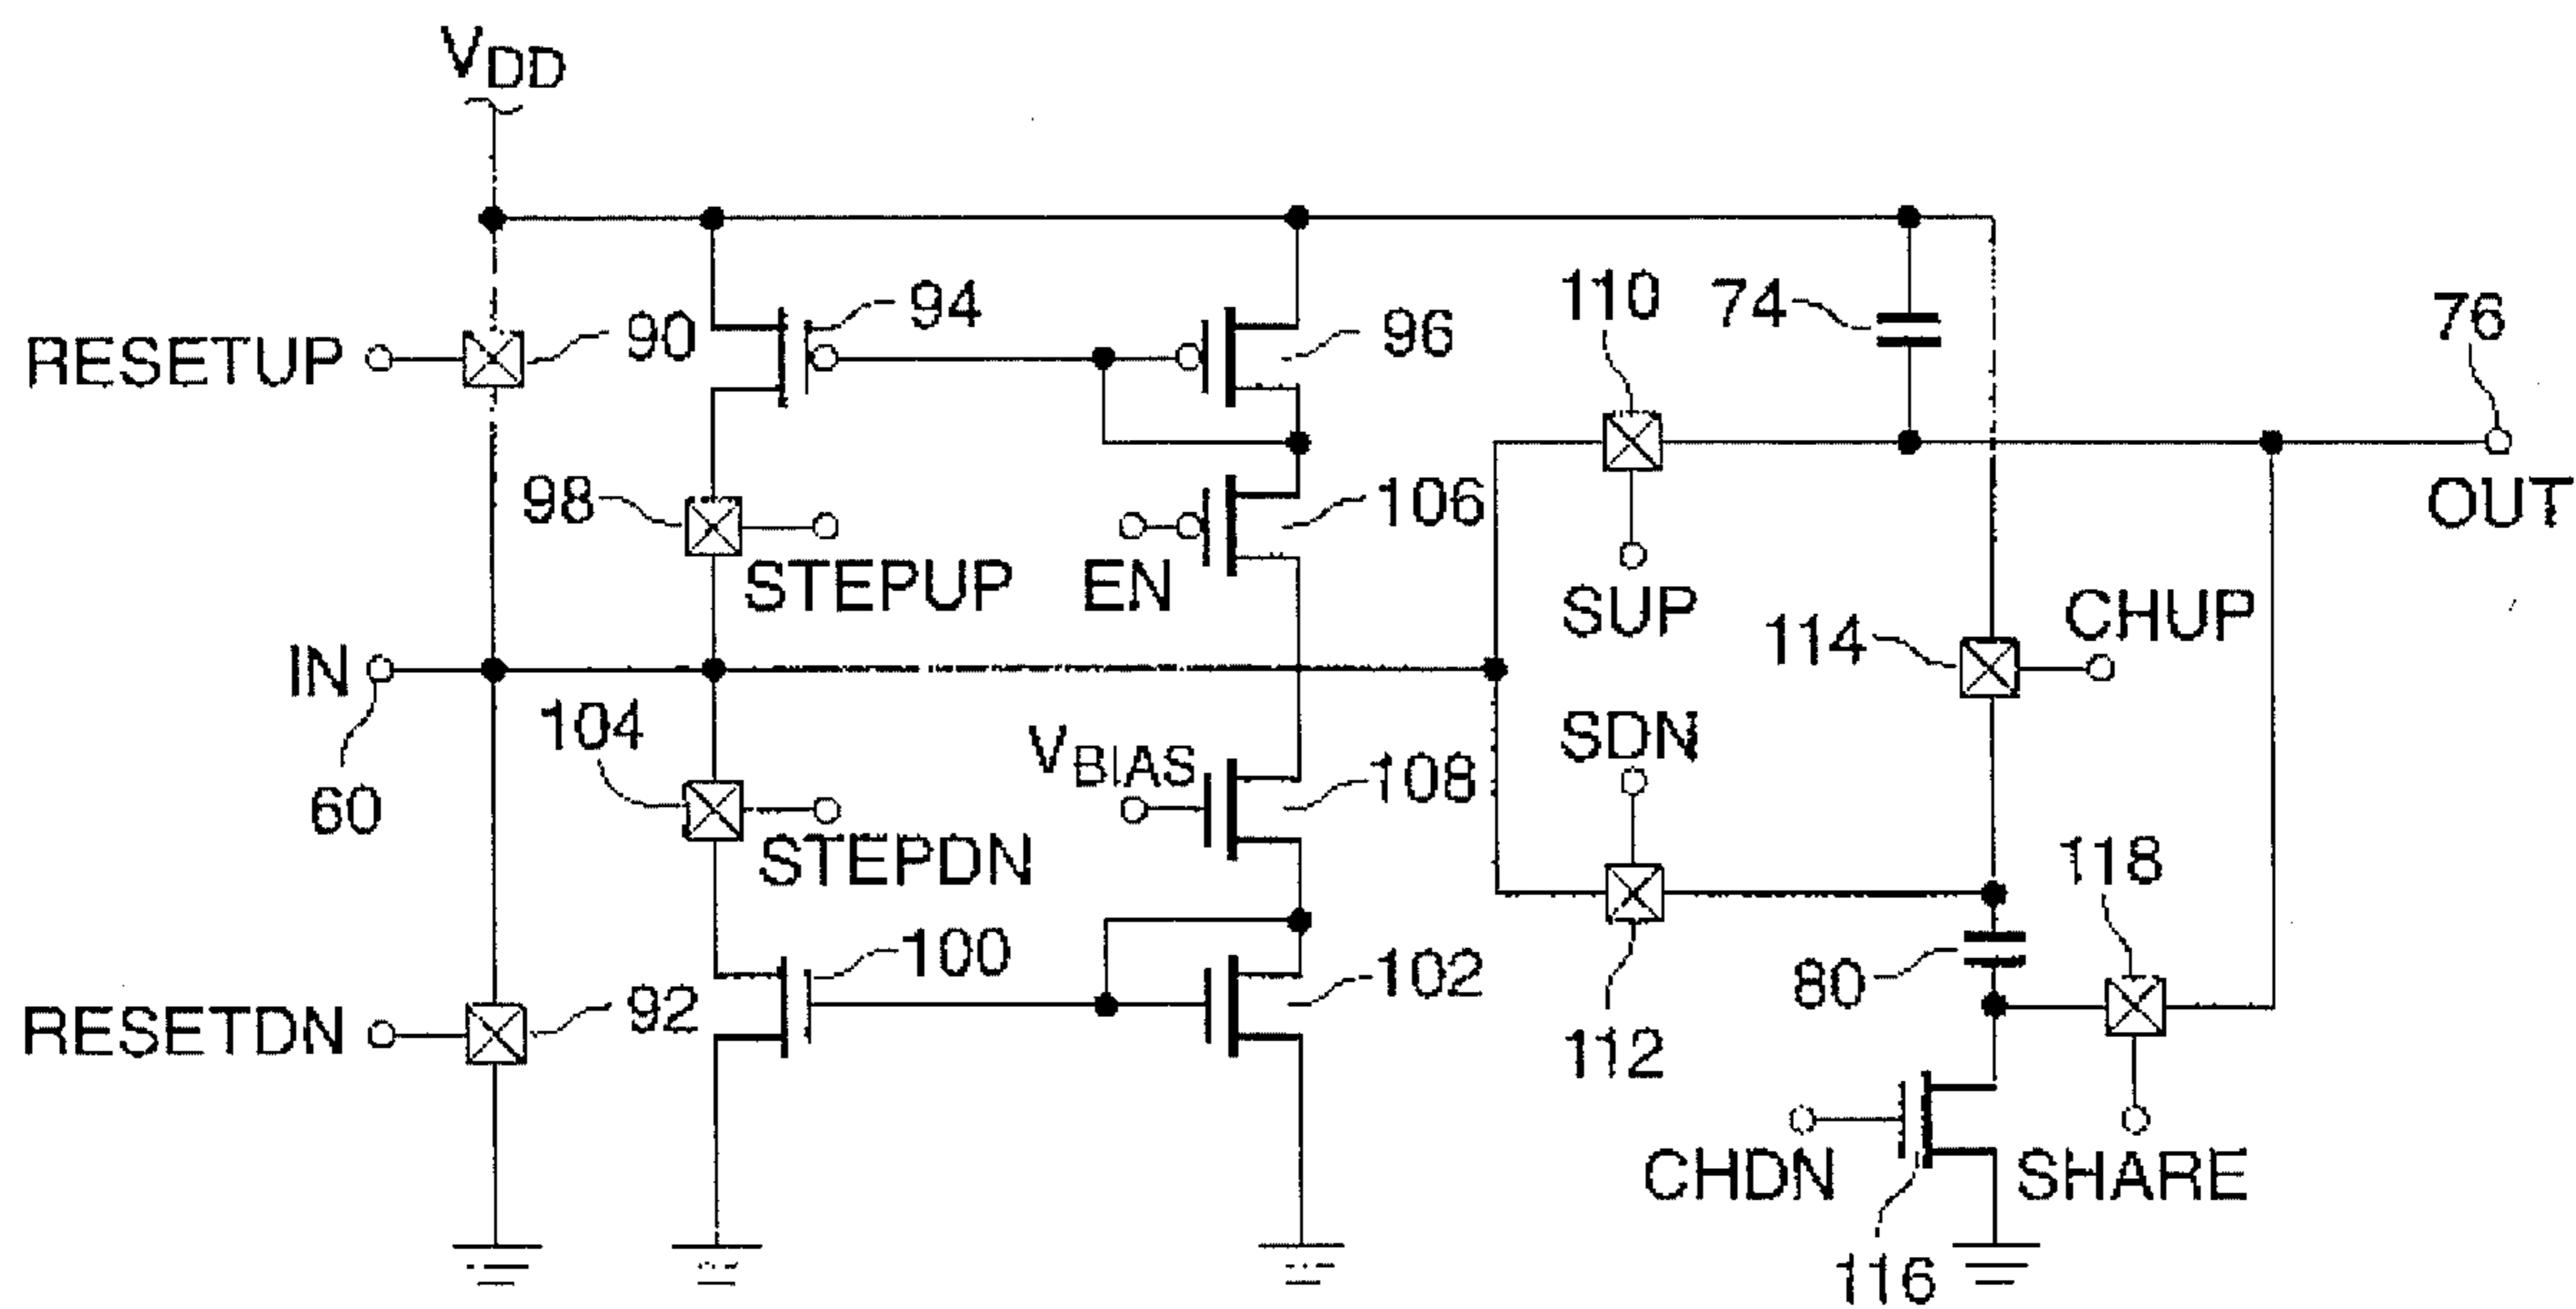 VDD
RESETUP
90
94
96
110
74
76
OUT
98
STEPUP
EN
106
SUP
114
CHUP
IN
60
104
STEPDN
VBIAS
108
SDN
112
118
RESETDN
92
100
102
80
CHDN
SHARE
116